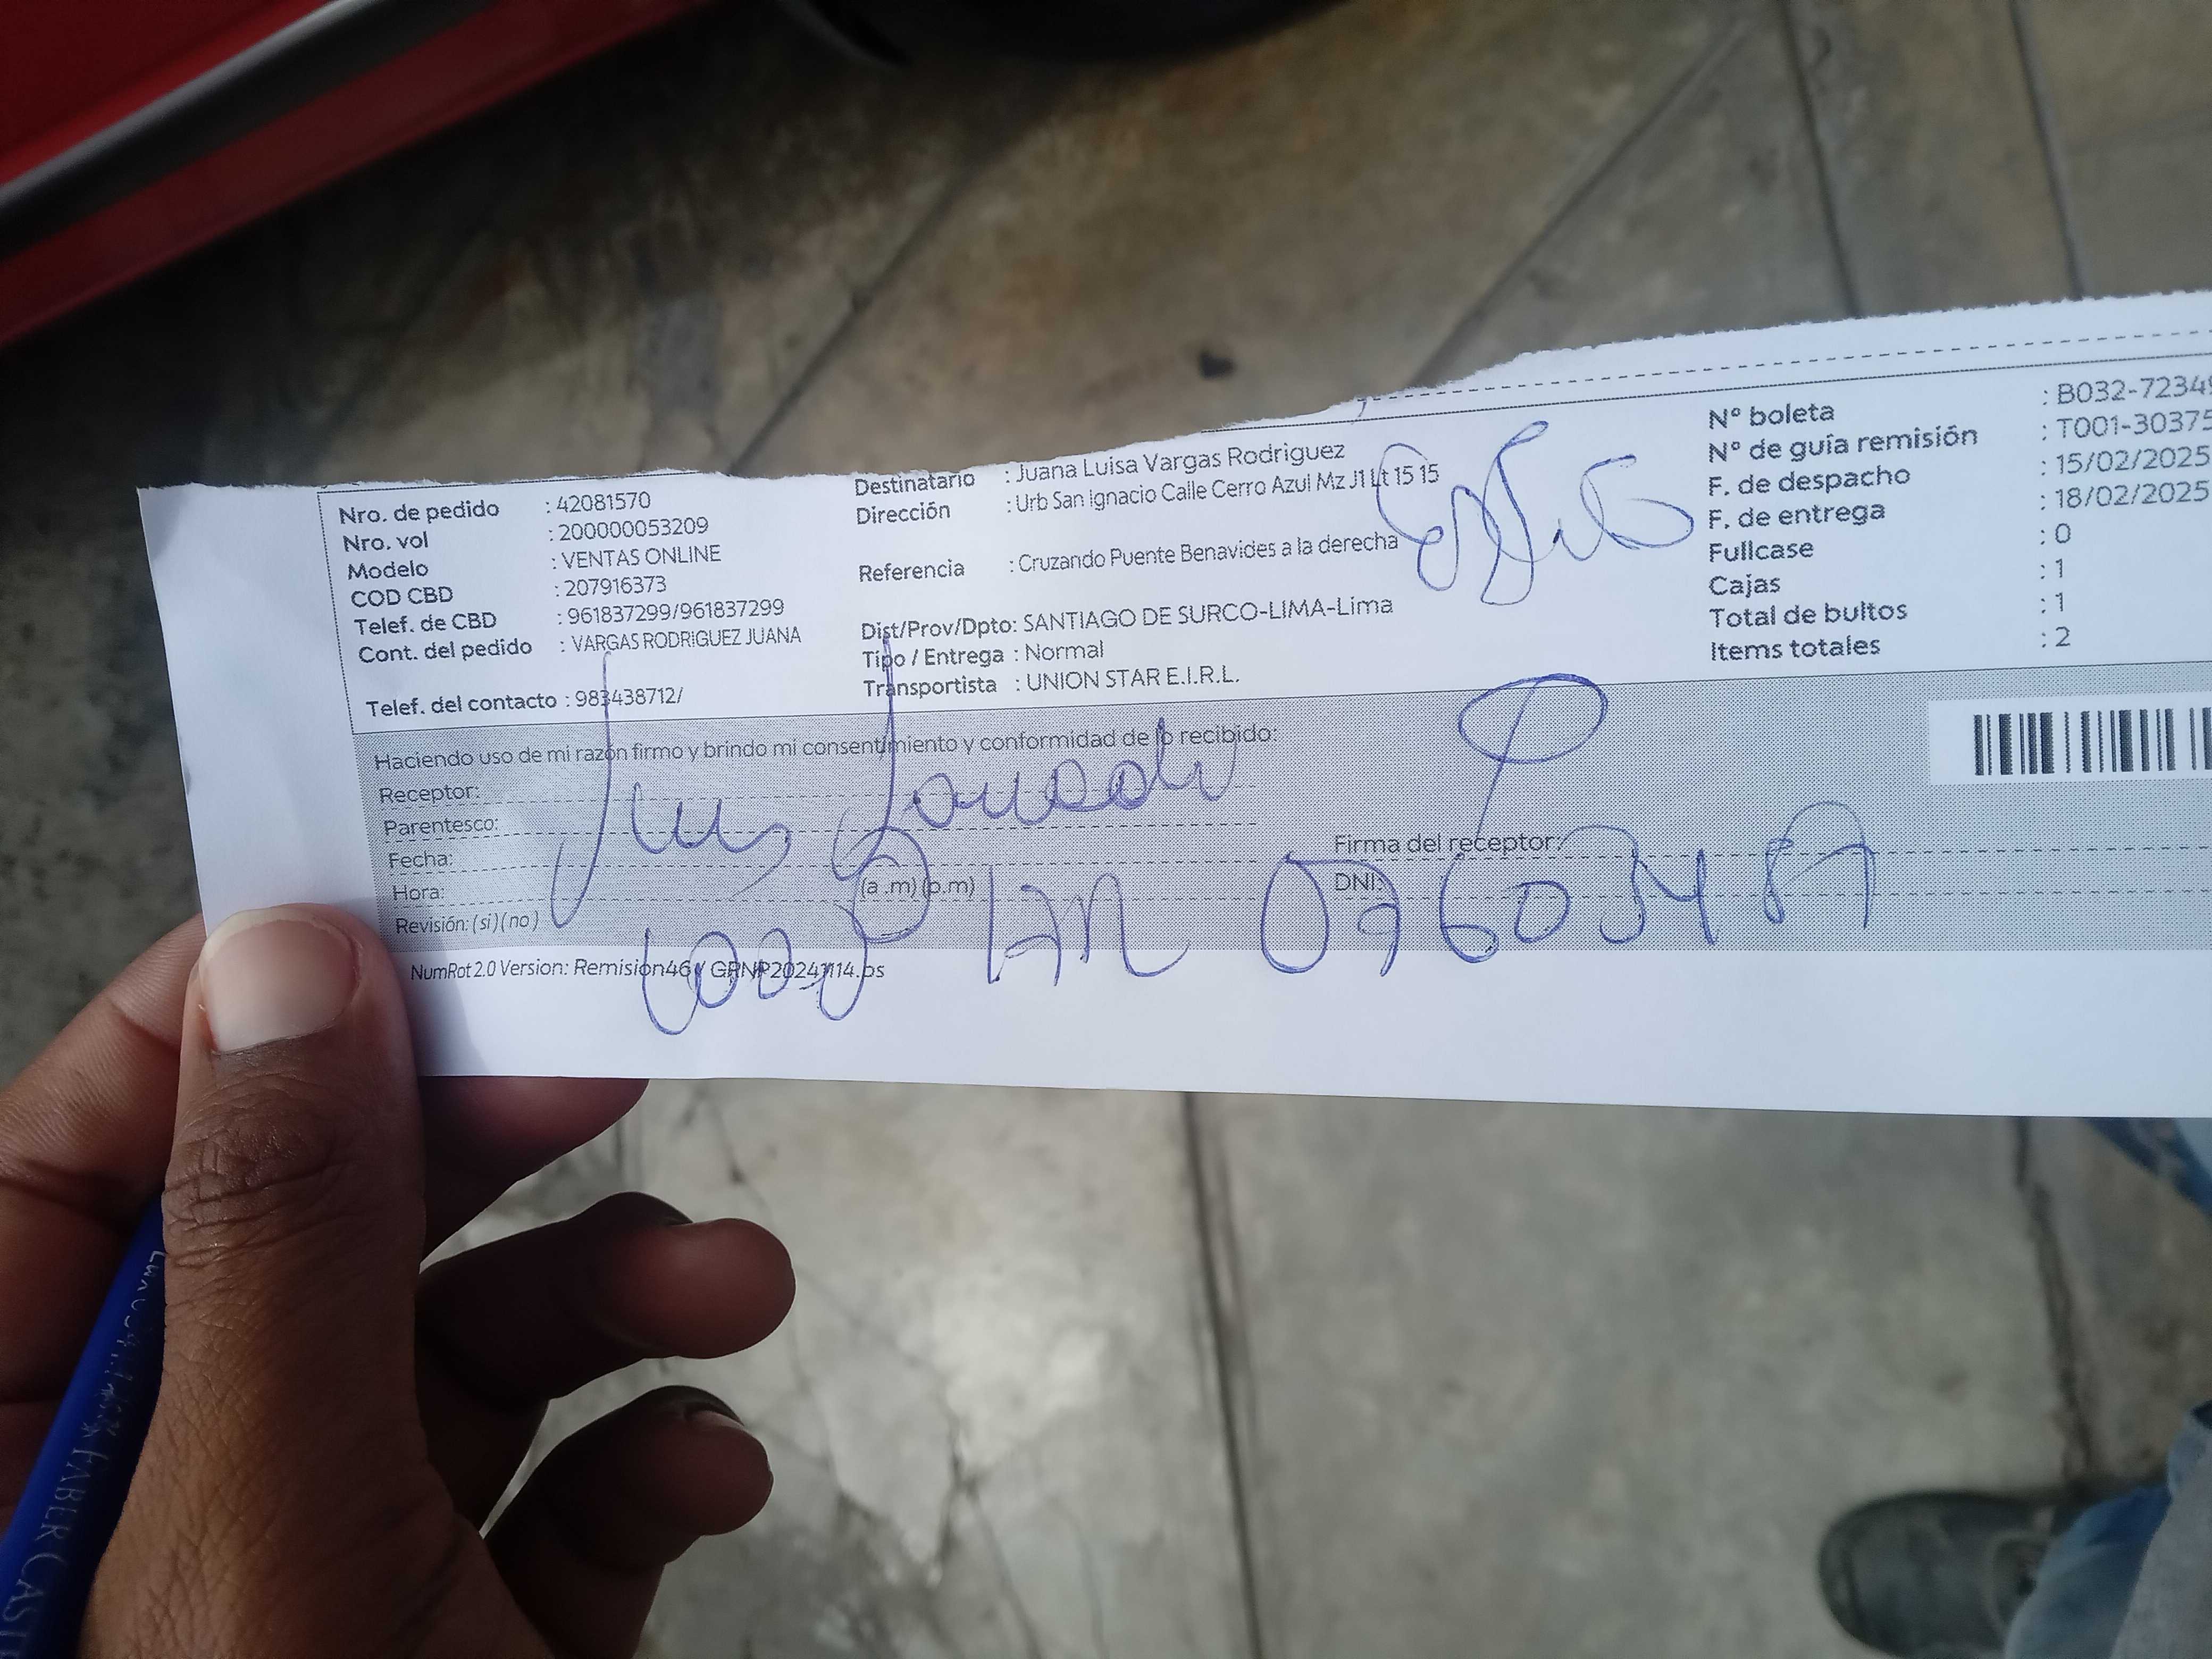 Nro. de pedido : 42081570
Nro. vol : 200000053209
Modelo : VENTAS ONLINE
COD CBD : 207916373
Telef. de CBD : 961837299/961837299
Cont. del pedido : VARGAS RODRIGUEZ JUANA
Telef. del contacto : 983438712/
Destinatario : Juana Luisa Vargas Rodriguez
Dirección : Urb San Ignacio Calle Cerro Azul Mz J1 Lt 15 15
Referencia : Cruzando Puente Benavides a la derecha
Dist/Prov/Dpto: SANTIAGO DE SURCO-LIMA-Lima
Tipo / Entrega : Normal
Transportista : UNION STAR E.I.R.L.
N° boleta : B032-7234
N° de guía remisión : T001-30375
F. de despacho : 15/02/2025
F. de entrega : 18/02/2025
Fullcase : 0
Cajas : 1
Total de bultos : 1
Items totales : 2
Haciendo uso de mi razón firmo y brindo mi consentimiento y conformidad de lo recibido:
Receptor:
Parentesco:
Fecha:
Hora: (a .m) (p.m)
Revisión: (si) (no)
Firma del receptor:
DNI:
NumRot 2.0 Version: Remision46 / GRNP20241114.ps
FABER CAST